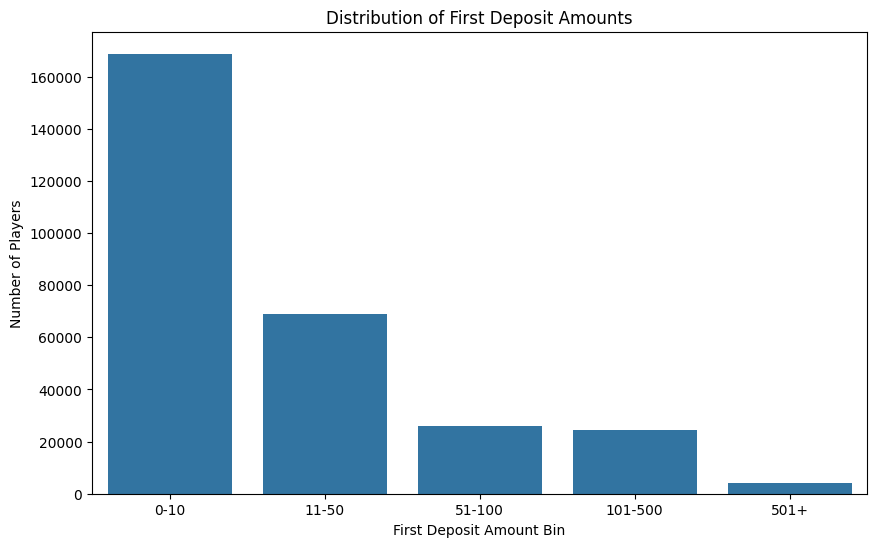 Distribution of First Deposit Amounts
Number of Players
160000
140000
120000
100000
80000
60000
40000
20000
0
0-10 11-50 51-100 101-500 501+
First Deposit Amount Bin